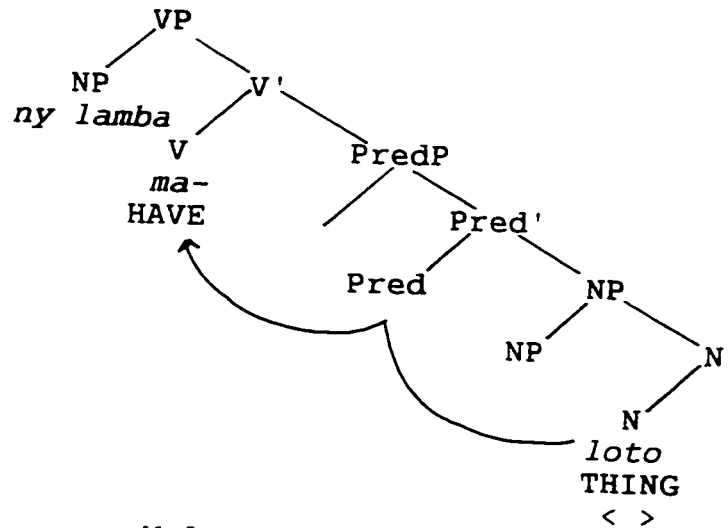 VP
NP
V'
ny lamba
V
PredP
ma-
HAVE
Pred'
Pred
NP
NP
N
N
loto
THING
< >